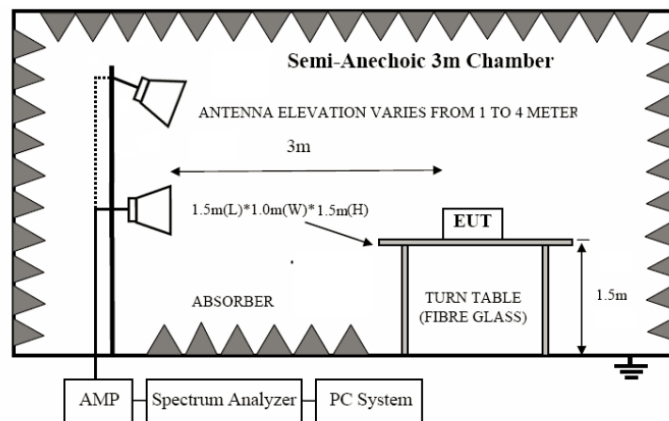 Semi-Anechoic 3m Chamber
ANTENNA ELEVATION VARIES FROM 1 TO 4 METER
3m
1.5m(L)*1.0m(W)*1.5m(H)
EUT
ABSORBER
TURN TABLE
(FIBRE GLASS)
1.5m
AMP
Spectrum Analyzer
PC System